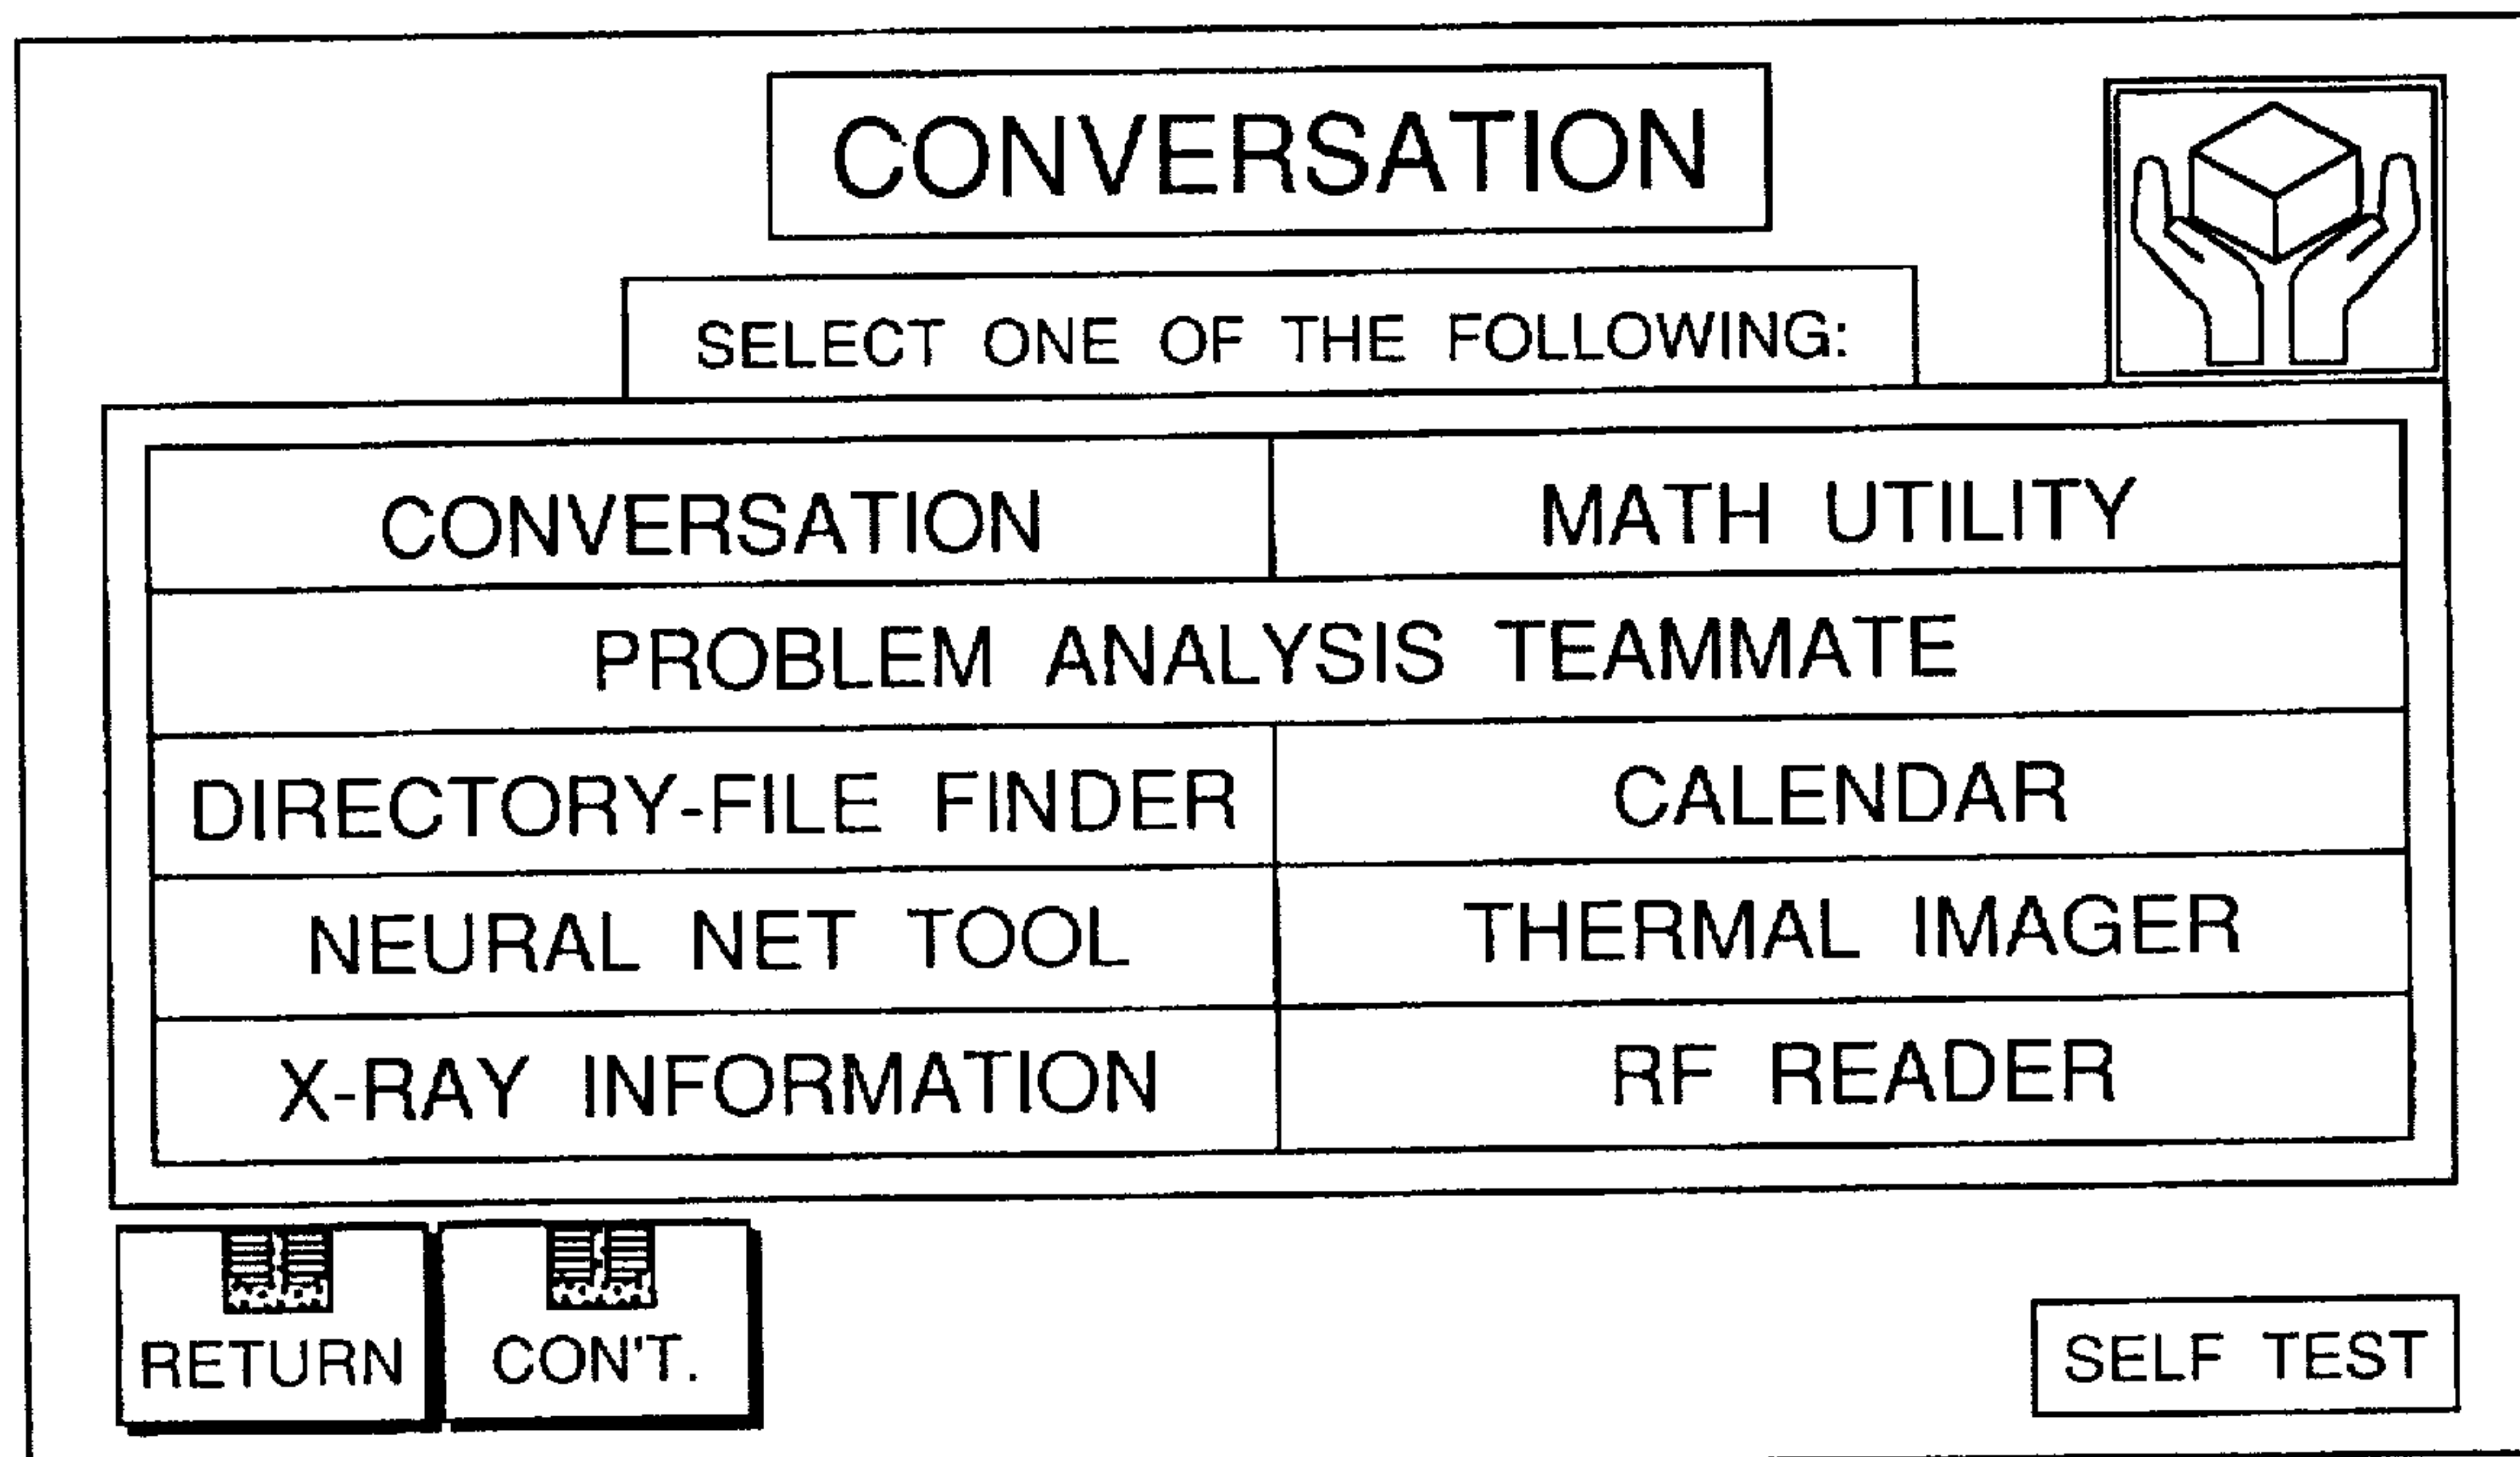 CONVERSATION
SELECT ONE OF THE FOLLOWING:
CONVERSATION
MATH UTILITY
PROBLEM ANALYSIS TEAMMATE
DIRECTORY-FILE FINDER
CALENDAR
NEURAL NET TOOL
THERMAL IMAGER
X-RAY INFORMATION
RF READER
RETURN
CON'T.
SELF TEST